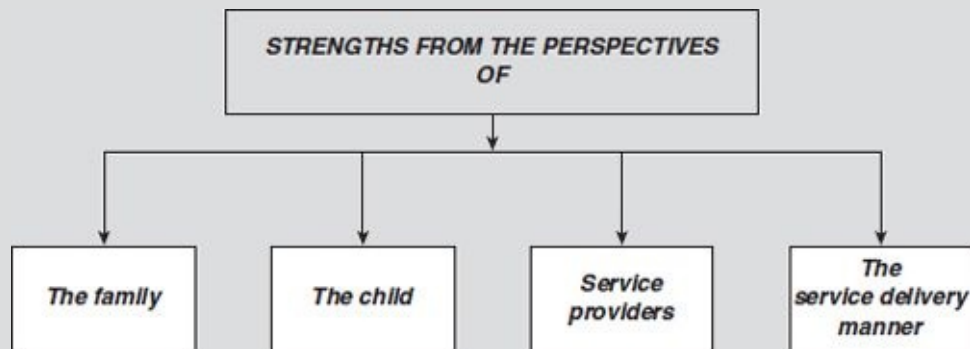 STRENGTHS FROM THE PERSPECTIVES
OF
The family
The child
Service
providers
The
service delivery
manner